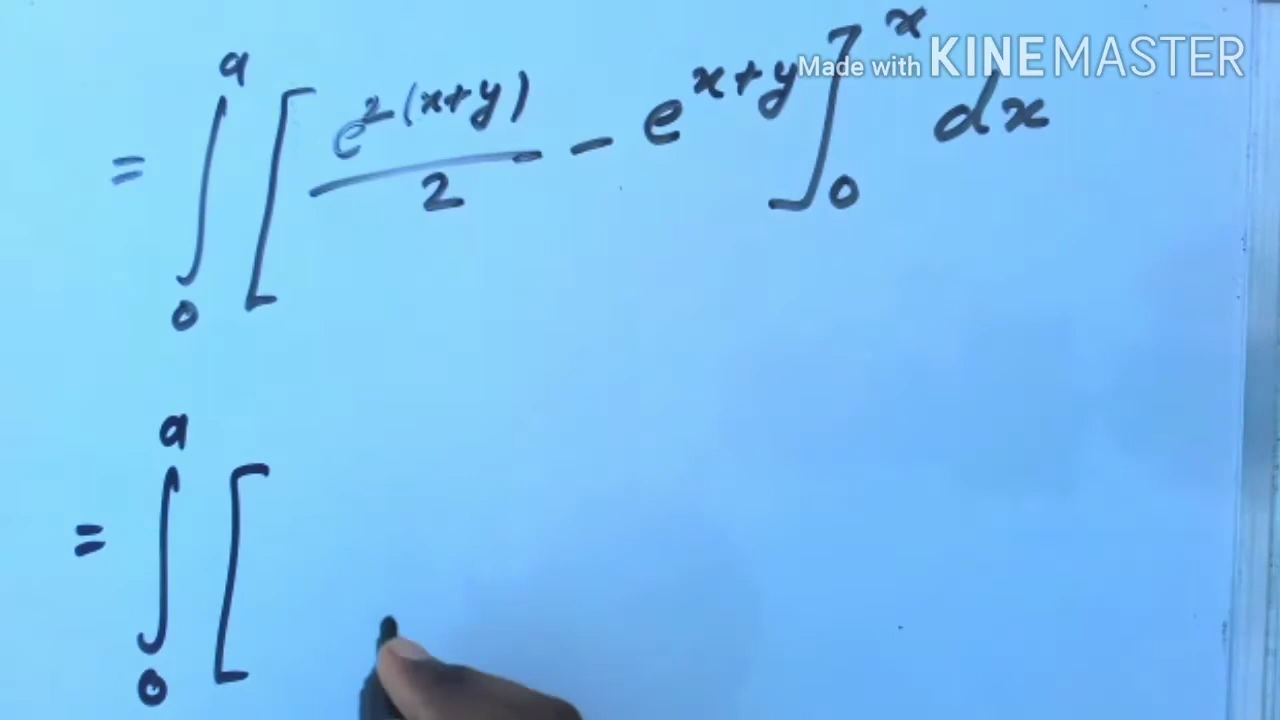 = ∫₀ᵃ [ e^{2(x+y)} / 2 - e^{x+y} ]₀ˣ dx
Made with KINEMASTER
= ∫₀ᵃ [